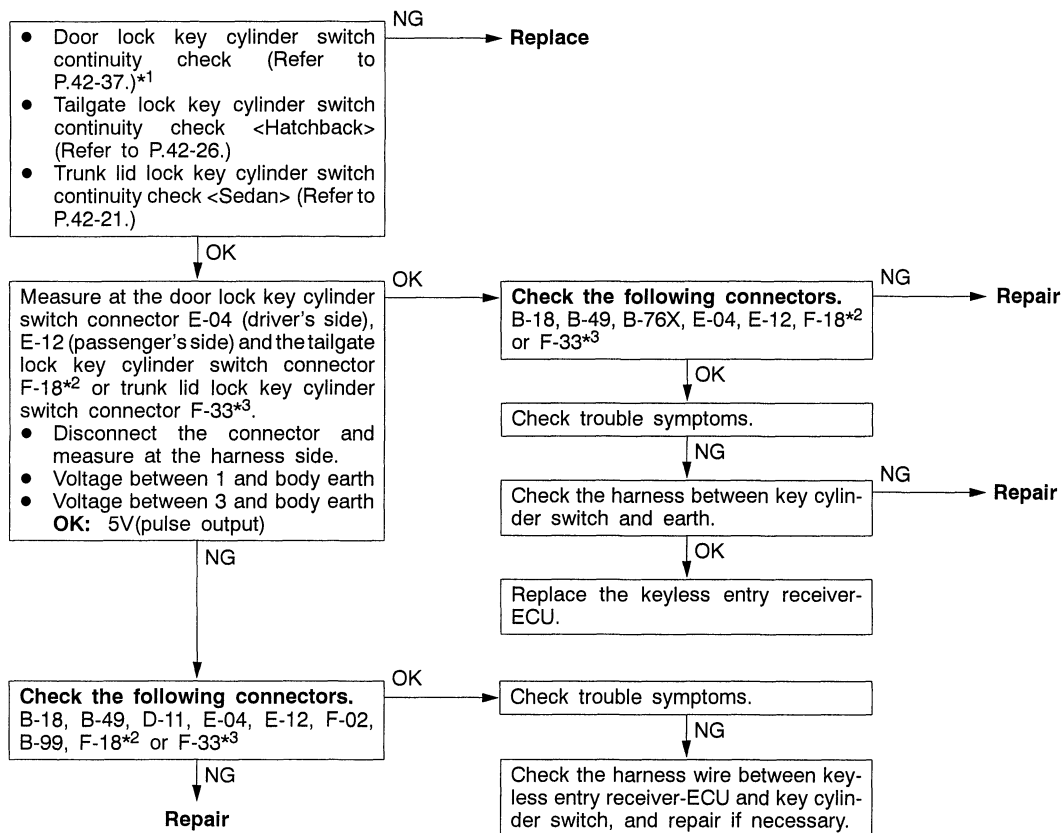 ● Door lock key cylinder switch
continuity check (Refer to
P.42-37.)*1
● Tailgate lock key cylinder switch
continuity check <Hatchback>
(Refer to P.42-26.)
● Trunk lid lock key cylinder switch
continuity check <Sedan> (Refer to
P.42-21.)
NG
Replace
OK
Measure at the door lock key cylinder
switch connector E-04 (driver's side),
E-12 (passenger's side) and the tailgate
lock key cylinder switch connector
F-18*2 or trunk lid lock key cylinder
switch connector F-33*3.
● Disconnect the connector and
measure at the harness side.
● Voltage between 1 and body earth
● Voltage between 3 and body earth
OK: 5V(pulse output)
OK
Check the following connectors.
B-18, B-49, B-76X, E-04, E-12, F-18*2
or F-33*3
NG
Repair
OK
Check trouble symptoms.
NG
Check the harness between key cylin-
der switch and earth.
NG
Repair
OK
Replace the keyless entry receiver-
ECU.
NG
Check the following connectors.
B-18, B-49, D-11, E-04, E-12, F-02,
B-99, F-18*2 or F-33*3
OK
Check trouble symptoms.
NG
Check the harness wire between key-
less entry receiver-ECU and key cylin-
der switch, and repair if necessary.
NG
Repair